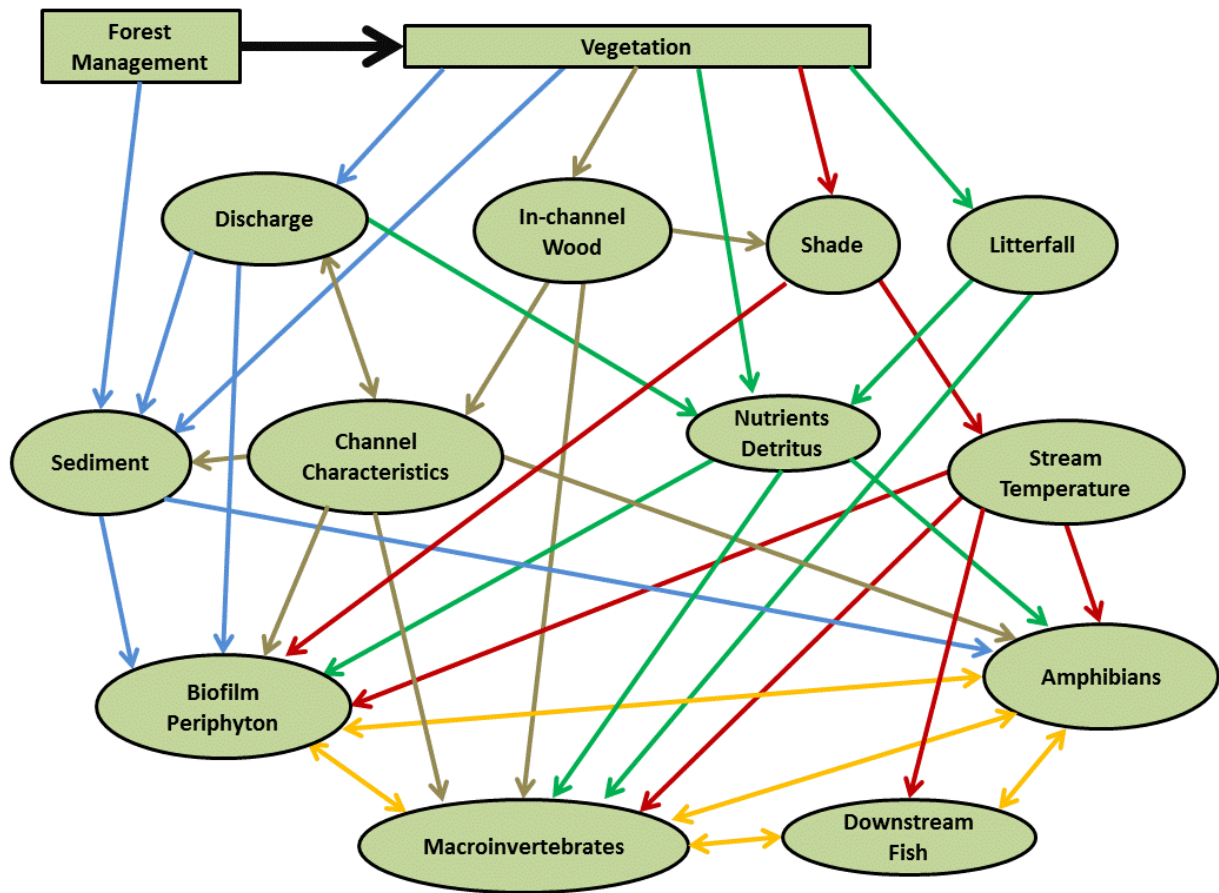 Forest
Management
Vegetation
Discharge
In-channel
Wood
Shade
Litterfall
Sediment
Channel
Characteristics
Nutrients
Detritus
Stream
Temperature
Biofilm
Periphyton
Amphibians
Macroinvertebrates
Downstream
Fish